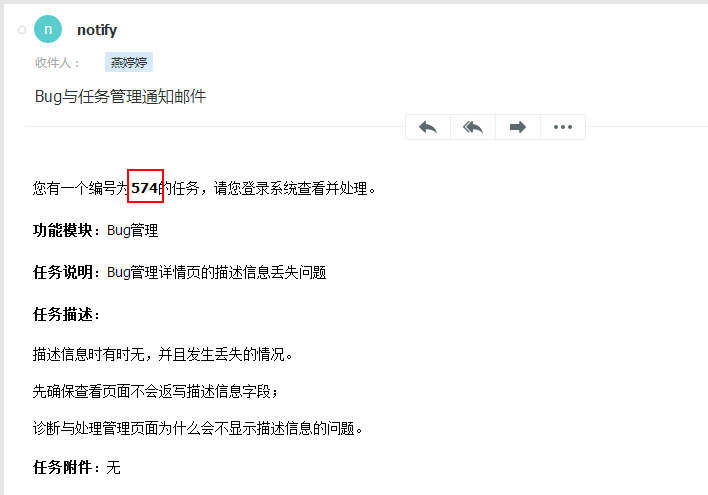 n notify
收件人： 燕婷婷
Bug与任务管理通知邮件
您有一个编号为574的任务，请您登录系统查看并处理。
功能模块：Bug管理
任务说明：Bug管理详情页的描述信息丢失问题
任务描述：
描述信息时有时无，并且发生丢失的情况。
先确保查看页面不会返写描述信息字段；
诊断与处理管理页面为什么会不显示描述信息的问题。
任务附件：无